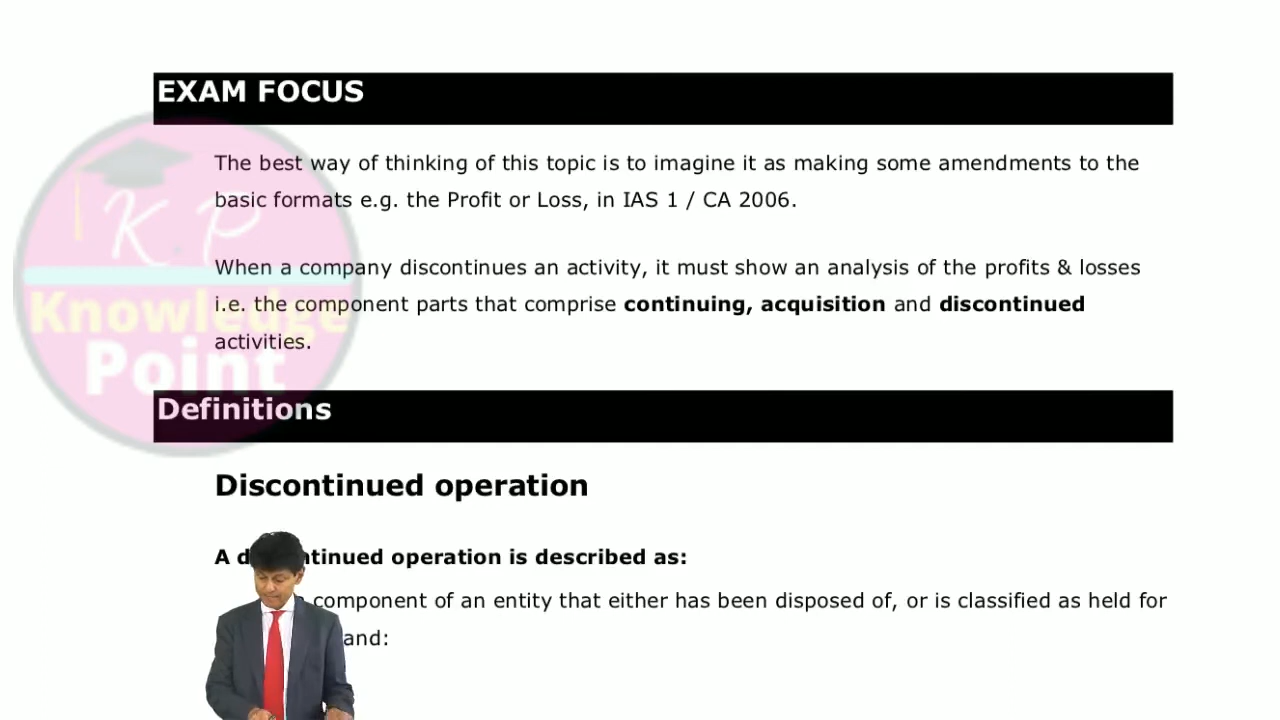 EXAM FOCUS
The best way of thinking of this topic is to imagine it as making some amendments to the
basic formats e.g. the Profit or Loss, in IAS 1 / CA 2006.
When a company discontinues an activity, it must show an analysis of the profits & losses
i.e. the component parts that comprise continuing, acquisition and discontinued
activities.
K.P
Knowledge
Point
Definitions
Discontinued operation
A discontinued operation is described as:
component of an entity that either has been disposed of, or is classified as held for
and: